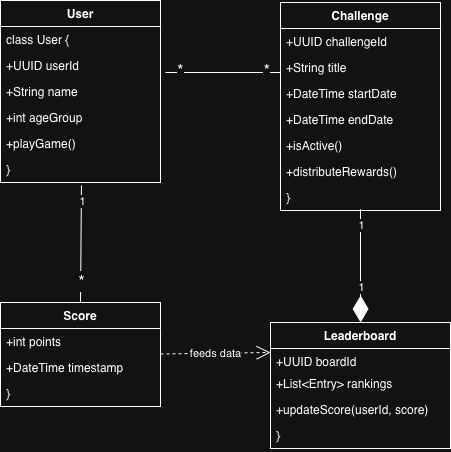 User
class User {
+UUID userId
+String name
+int ageGroup
+playGame()
}
Challenge
+UUID challengeId
+String title
+DateTime startDate
+DateTime endDate
+isActive()
+distributeRewards()
}
*
*
1
*
1
1
Score
+int points
+DateTime timestamp
}
feeds data
Leaderboard
+UUID boardId
+List<Entry> rankings
+updateScore(userId, score)
}